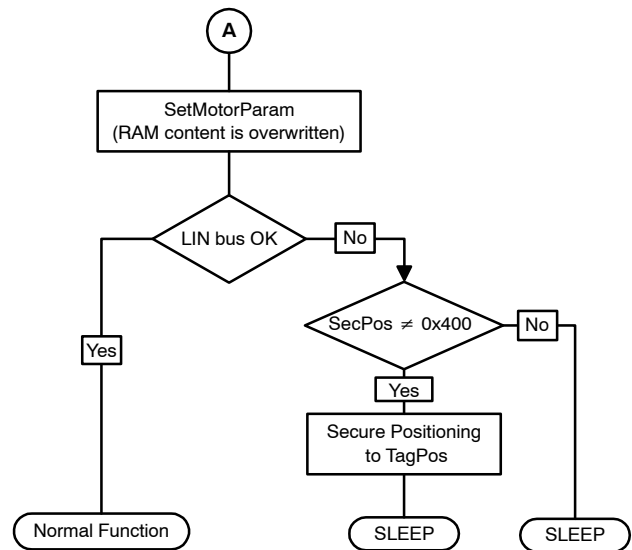 A
SetMotorParam
(RAM content is overwritten)
LIN bus OK
No
SecPos ≠ 0x400
No
Yes
Yes
Secure Positioning
to TagPos
Normal Function
SLEEP
SLEEP